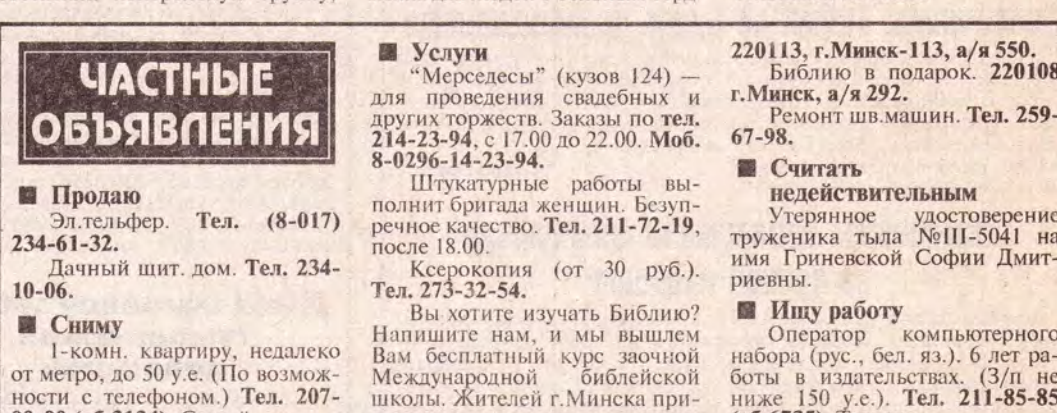 ЧАСТНЫЕ
ОБЪЯВЛЕНИЯ
■ Продаю
Эл.тельфер. Тел. (8-017)
234-61-32.
Дачный щит. дом. Тел. 234-
10-06.
■ Сниму
1-комн. квартиру, недалеко
от метро, до 50 у.е. (По возмож-
ности с телефоном.) Тел. 207-
■ Услуги
"Мерседесы" (кузов 124) —
для проведения свадебных и
других торжеств. Заказы по тел.
214-23-94, с 17.00 до 22.00. Моб.
8-0296-14-23-94.
Штукатурные работы вы-
полнит бригада женщин. Безуп-
речное качество. Тел. 211-72-19,
после 18.00.
Ксерокопия (от 30 руб.).
Тел. 273-32-54.
Вы хотите изучать Библию?
Напишите нам, и мы вышлем
Вам бесплатный курс заочной
Международной библейской
школы. Жителей г.Минска при-
220113, г.Минск-113, а/я 550.
Библию в подарок. 220108
г.Минск, а/я 292.
Ремонт шв.машин. Тел. 259-
67-98.
■ Считать
недействительным
Утерянное удостоверение
труженика тыла №III-5041 на
имя Гриневской Софии Дмит-
риевны.
■ Ищу работу
Оператор компьютерного
набора (рус., бел. яз.). 6 лет ра-
боты в издательствах. (З/п не
ниже 150 у.е.). Тел. 211-85-85